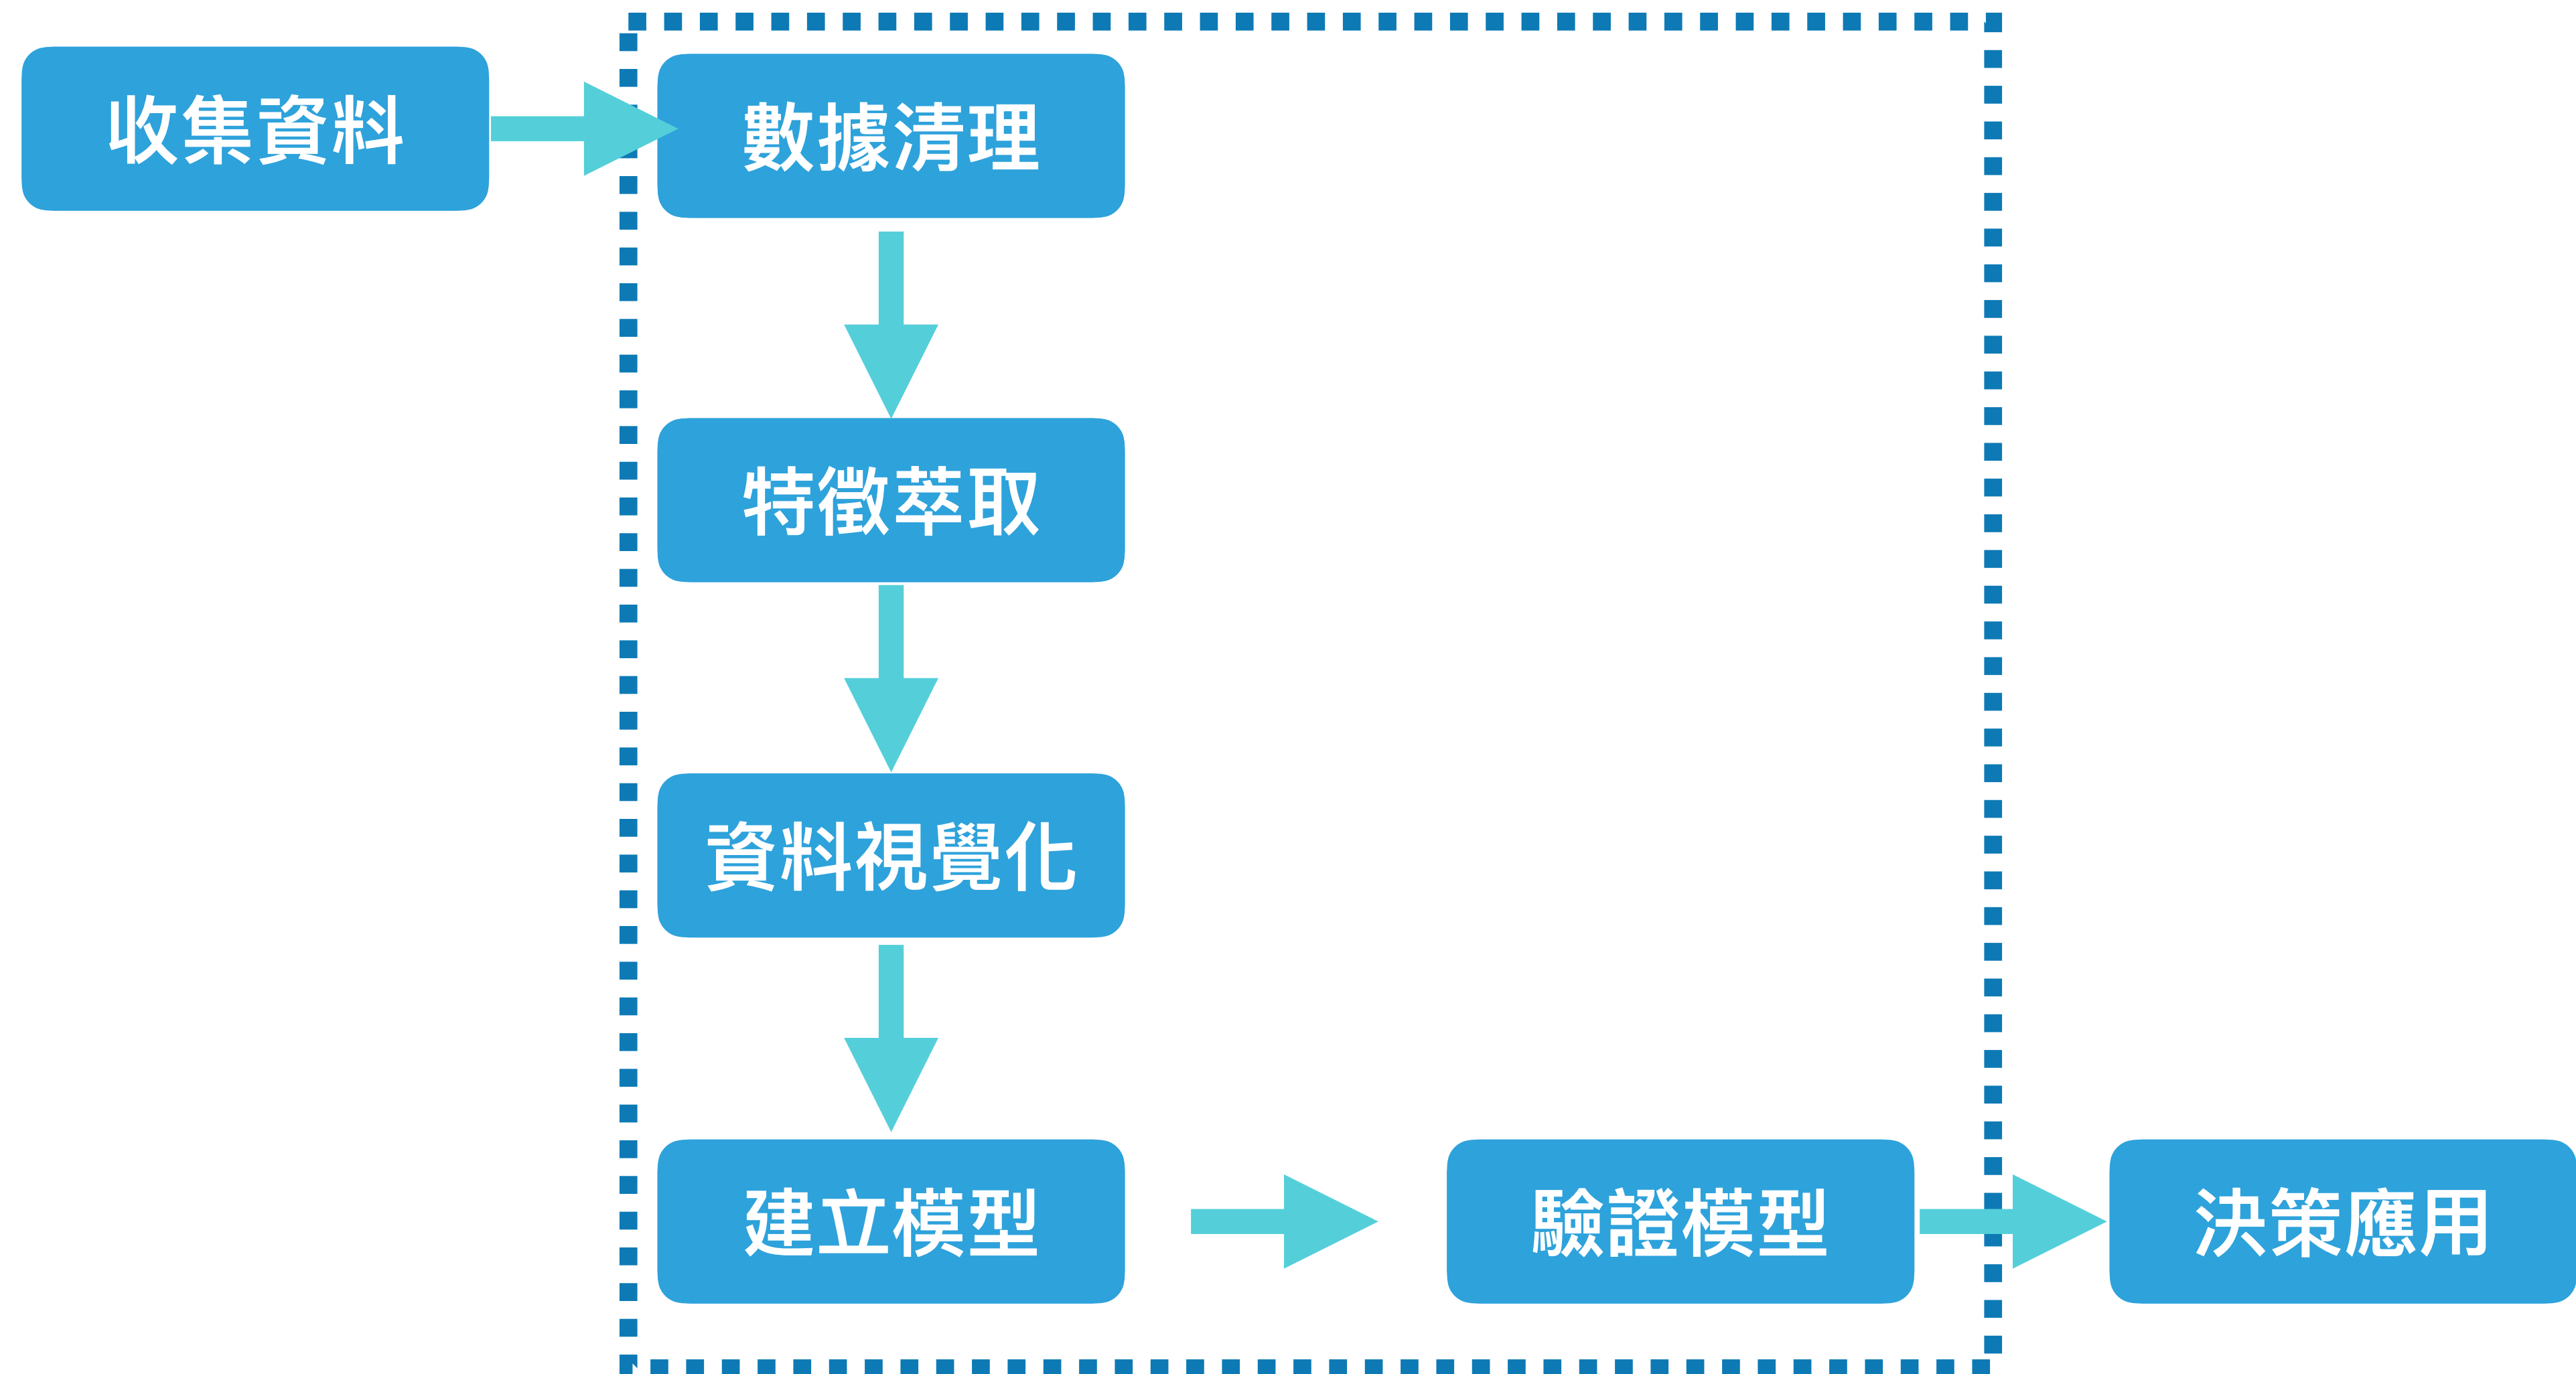 收集資料
數據清理
特徵萃取
資料視覺化
建立模型
驗證模型
決策應用